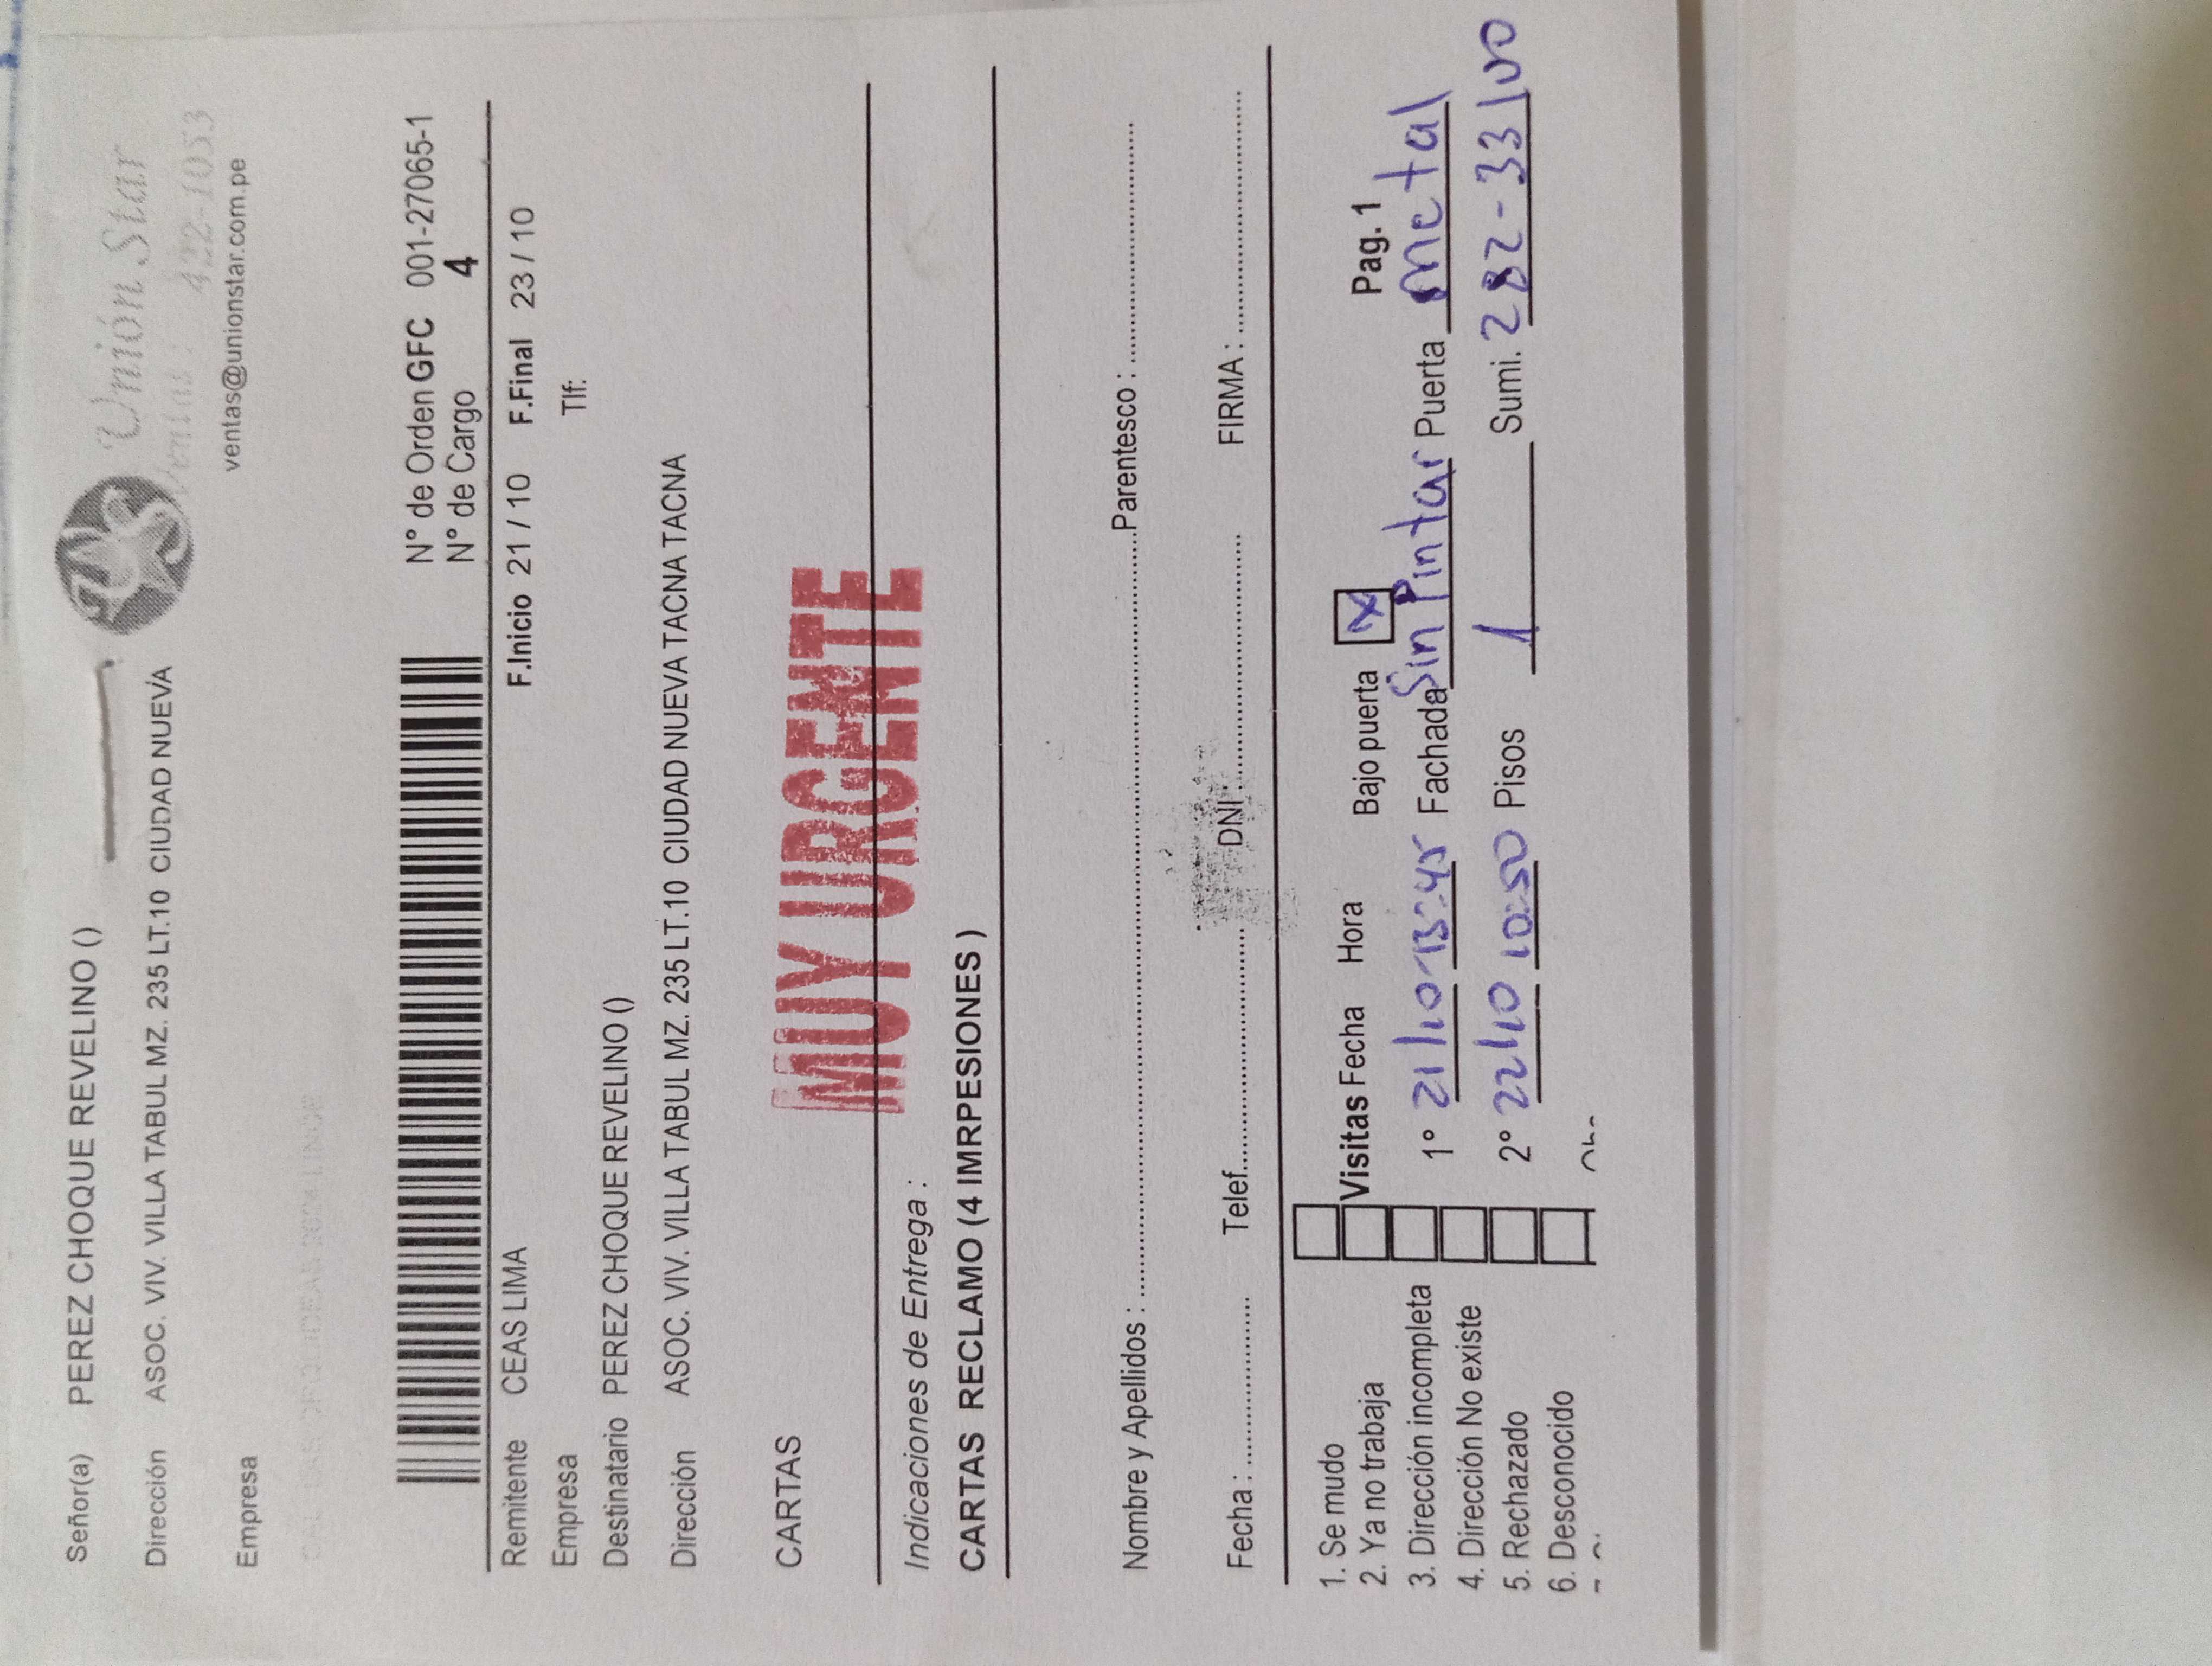 Señor(a) PEREZ CHOQUE REVELINO ()
Unión Star
Ventas: 422-1053
Dirección ASOC. VIV. VILLA TABUL MZ. 235 LT.10 CIUDAD NUEVA
ventas@unionstar.com.pe
Empresa
N° de Orden GFC 001-27065-1
N° de Cargo 4
Remitente CEAS LIMA F.Inicio 21 / 10 F.Final 23 / 10
Empresa Tlf:
Destinatario PEREZ CHOQUE REVELINO ()
Dirección ASOC. VIV. VILLA TABUL MZ. 235 LT.10 CIUDAD NUEVA TACNA TACNA
CARTAS
MUY URGENTE
Indicaciones de Entrega :
CARTAS RECLAMO (4 IMRPESIONES )
Nombre y Apellidos : Parentesco :
Fecha : Telef. DNI : FIRMA :
1. Se mudo
2. Ya no trabaja Visitas Fecha Hora Bajo puerta X Pag. 1
3. Dirección incompleta 1° 21/10 13:45 Fachada Sin Pintar Puerta Metal
4. Dirección No existe
5. Rechazado 2° 22/10 10:50 Pisos 1 Sumi. 282-33100
6. Desconocido